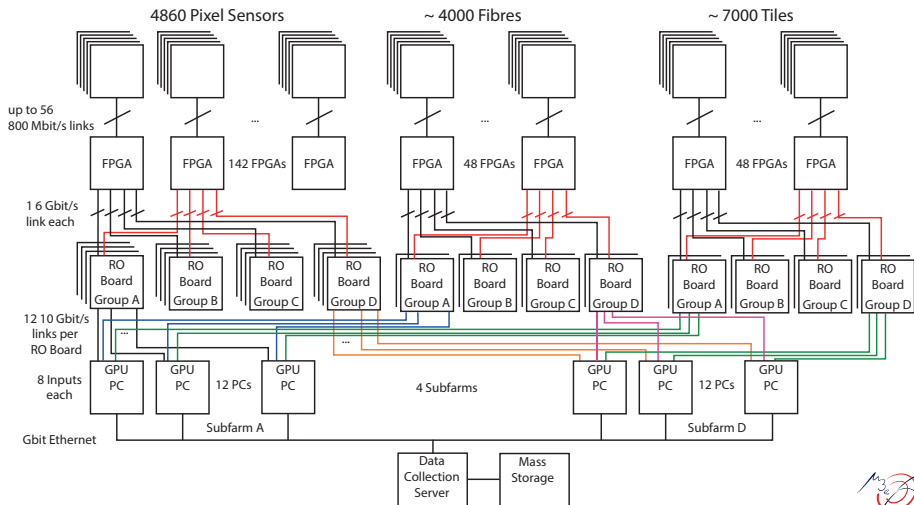 4860 Pixel Sensors
~ 4000 Fibres
~ 7000 Tiles
up to 56
800 Mbit/s links
...
...
...
FPGA
FPGA
142 FPGAs
FPGA
FPGA
48 FPGAs
FPGA
FPGA
48 FPGAs
FPGA
1 6 Gbit/s
link each
RO
Board
Group A
RO
Board
Group B
RO
Board
Group C
RO
Board
Group D
RO
Board
Group A
RO
Board
Group B
RO
Board
Group C
RO
Board
Group D
RO
Board
Group A
RO
Board
Group B
RO
Board
Group C
RO
Board
Group D
12 10 Gbit/s
links per
RO Board
...
...
8 Inputs
each
GPU
PC
GPU
PC
12 PCs
GPU
PC
4 Subfarms
GPU
PC
GPU
PC
12 PCs
GPU
PC
Subfarm A
Subfarm D
Gbit Ethernet
Data
Collection
Server
Mass
Storage